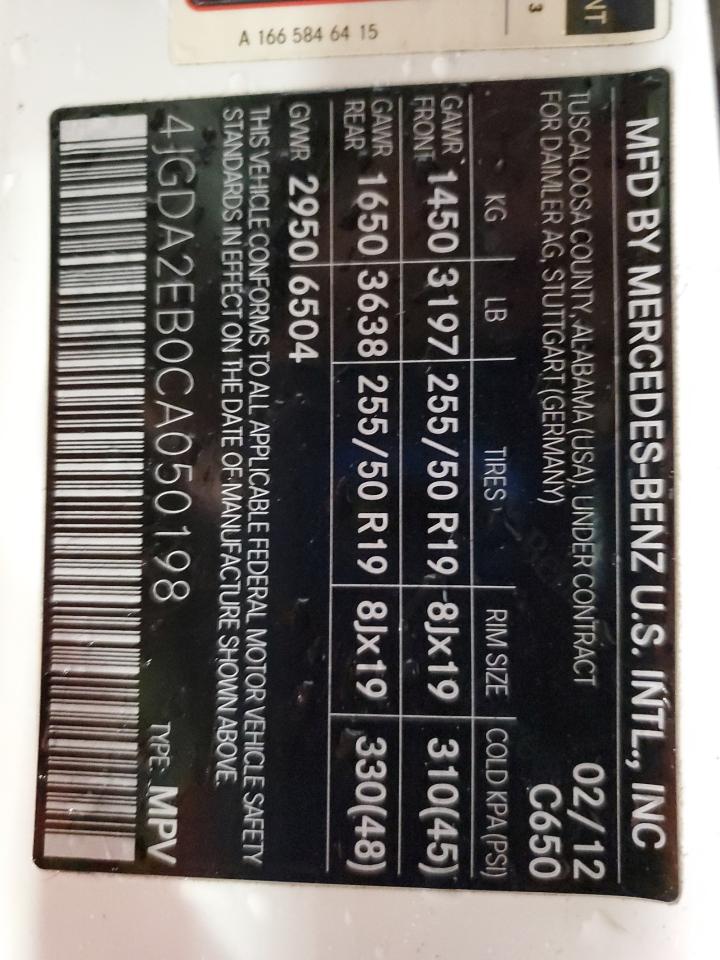 NT
3
A 166 584 64 15
MFD BY MERCEDES-BENZ U.S. INTL., INC
TUSCALOOSA COUNTY, ALABAMA (USA), UNDER CONTRACT 02/12
FOR DAIMLER AG, STUTTGART (GERMANY) C650
KG LB TIRES RIM SIZE COLD KPA(PSI)
GAWR FRONT 1450 3197 255/50 R19 8Jx19 310(45)
GAWR REAR 1650 3638 255/50 R19 8Jx19 330(48)
GWR 2950 6504
THIS VEHICLE CONFORMS TO ALL APPLICABLE FEDERAL MOTOR VEHICLE SAFETY
STANDARDS IN EFFECT ON THE DATE OF MANUFACTURE SHOWN ABOVE.
4JGDA2EB0CA050198 TYPE: MPV